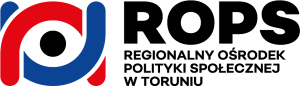 ROPS
REGIONALNY OŚRODEK
POLITYKI SPOŁECZNEJ
W TORUNIU